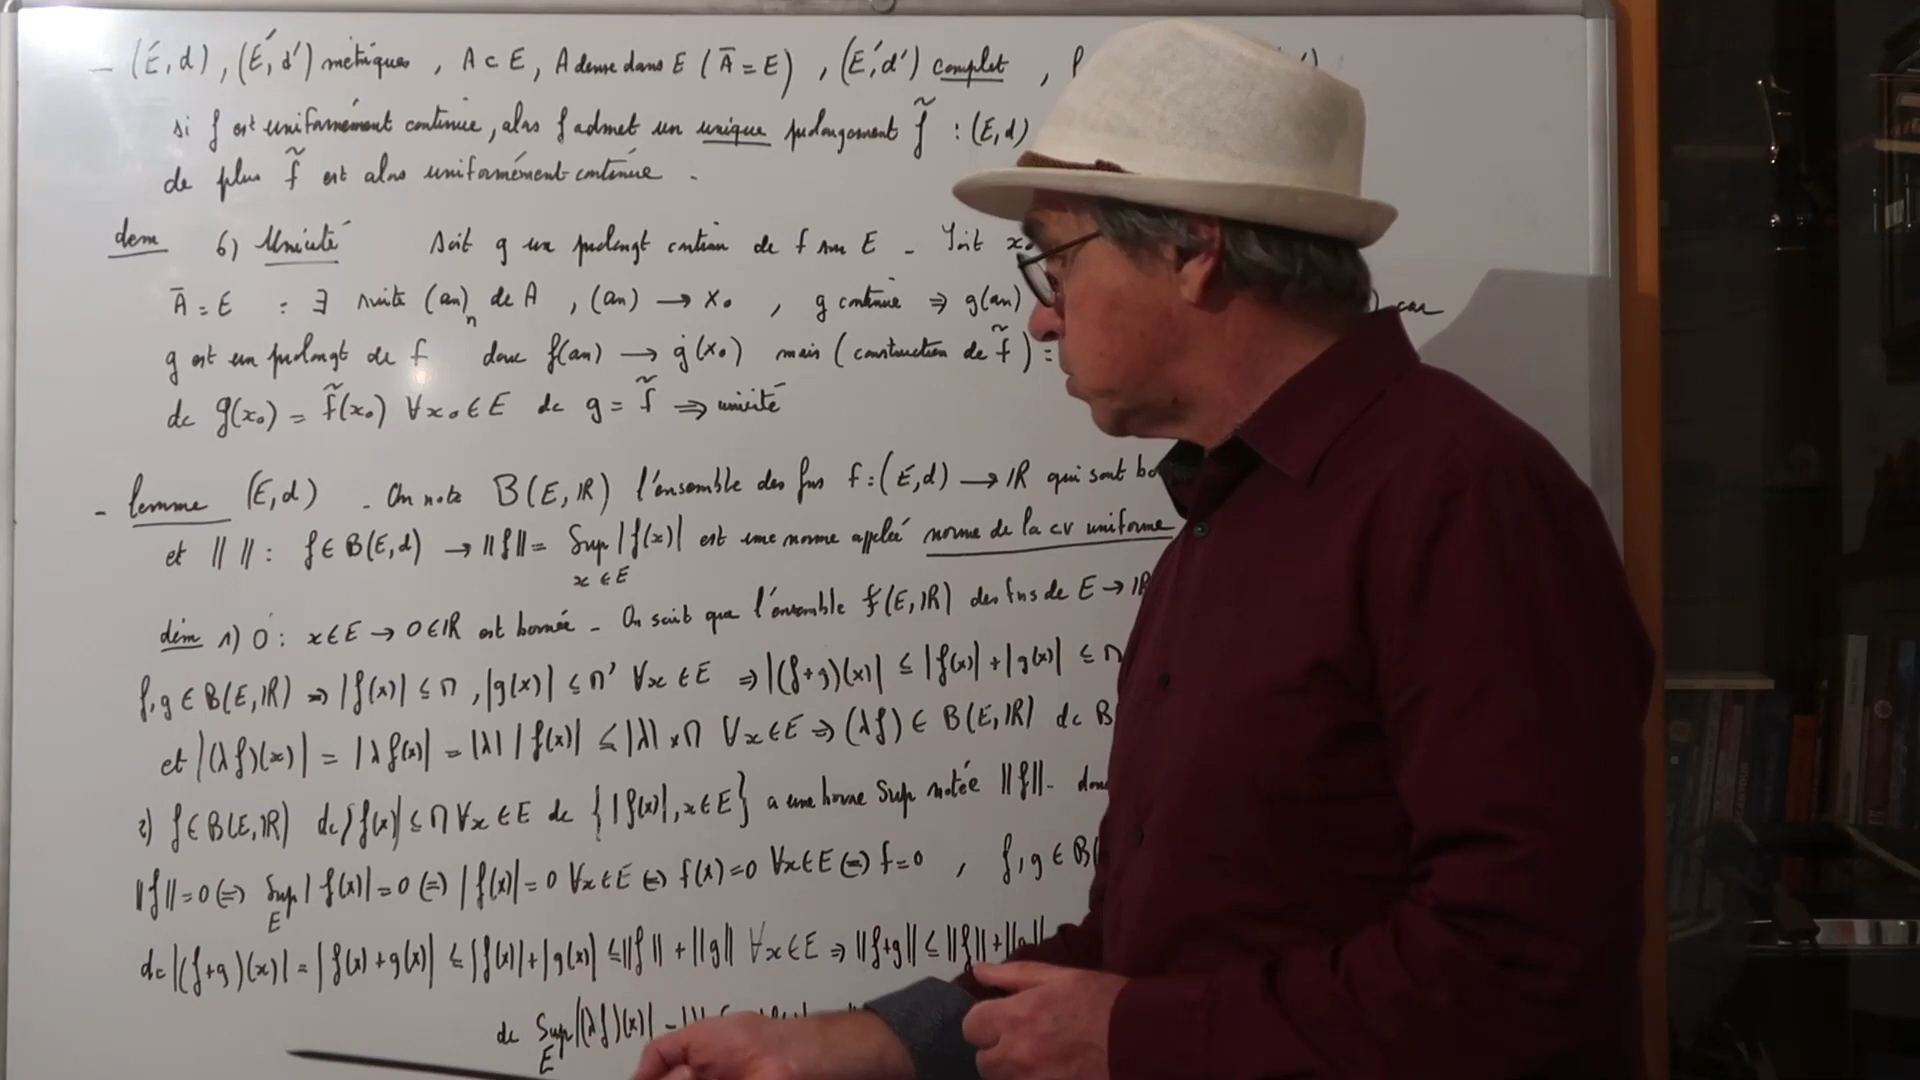 - (E, d), (E', d') métriques, A ⊂ E, A dense dans E (Ā = E), (E', d') complet, f ')
si f est uniformément continue, alors f admet un unique prolongement f̃ : (E, d)
de plus f̃ est alors uniformément continue.
dem 6) Unicité Soit g un prolongt continu de f sur E - Soit x₀
Ā = E : ∃ suite (an)n de A, (an) → x₀, g continue ⇒ g(an) ) car
g est un prolongt de f donc f(an) → g(x₀) mais (construction de f̃) =
dc g(x₀) = f̃(x₀) ∀x₀ ∈ E dc g = f̃ ⇒ unicité
- lemme (E, d) - On note B(E, ℝ) l'ensemble des fns f : (E, d) → ℝ qui sont bo
et ‖ ‖ : f ∈ B(E, d) → ‖f‖ = Sup |f(x)| est une norme applée norme de la cv uniforme
x ∈ E
dém 1) 0 : x ∈ E → 0 ∈ ℝ est bornée - On sait que l'ensemble F(E, ℝ) des fns de E → ℝ
f, g ∈ B(E, ℝ) ⇒ |f(x)| ≤ M, |g(x)| ≤ M' ∀x ∈ E ⇒ |(f+g)(x)| ≤ |f(x)| + |g(x)| ≤ M
et |(λf)(x)| = |λ f(x)| = |λ| |f(x)| ≤ |λ| × M ∀x ∈ E ⇒ (λf) ∈ B(E, ℝ) dc B
2) f ∈ B(E, ℝ) dc |f(x)| ≤ M ∀x ∈ E dc {|f(x)|, x ∈ E} a une borne Sup notée ‖f‖ - donc
‖f‖ = 0 ⇔ Sup |f(x)| = 0 ⇔ |f(x)| = 0 ∀x ∈ E ⇔ f(x) = 0 ∀x ∈ E ⇔ f = 0, f, g ∈ B(
E
dc |(f+g)(x)| = |f(x) + g(x)| ≤ |f(x)| + |g(x)| ≤ ‖f‖ + ‖g‖ ∀x ∈ E ⇒ ‖f+g‖ ≤ ‖f‖ + ‖g‖
dc Sup |(λf)(x)| = |λ|
E